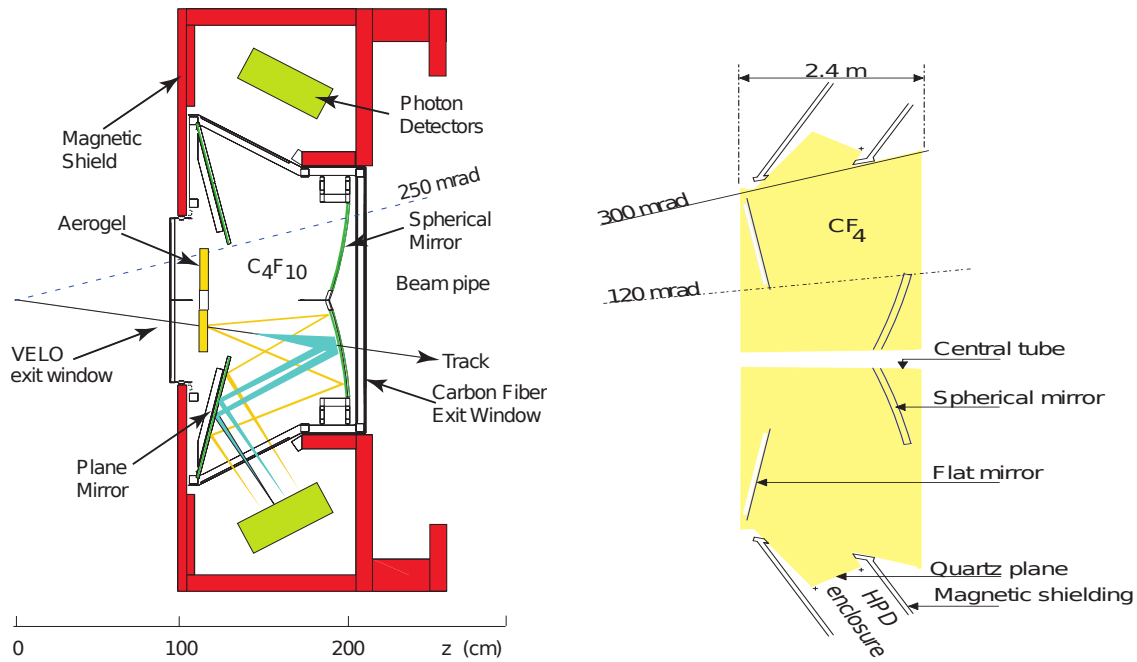 Magnetic
Shield
Photon
Detectors
250 mrad
Aerogel
Spherical
Mirror
C4F10
Beam pipe
VELO
exit window
Track
Carbon Fiber
Exit Window
Plane
Mirror
0
100
200
z (cm)
2.4 m
300 mrad
CF4
120 mrad
Central tube
Spherical mirror
Flat mirror
Quartz plane
Magnetic shielding
HPD
enclosure